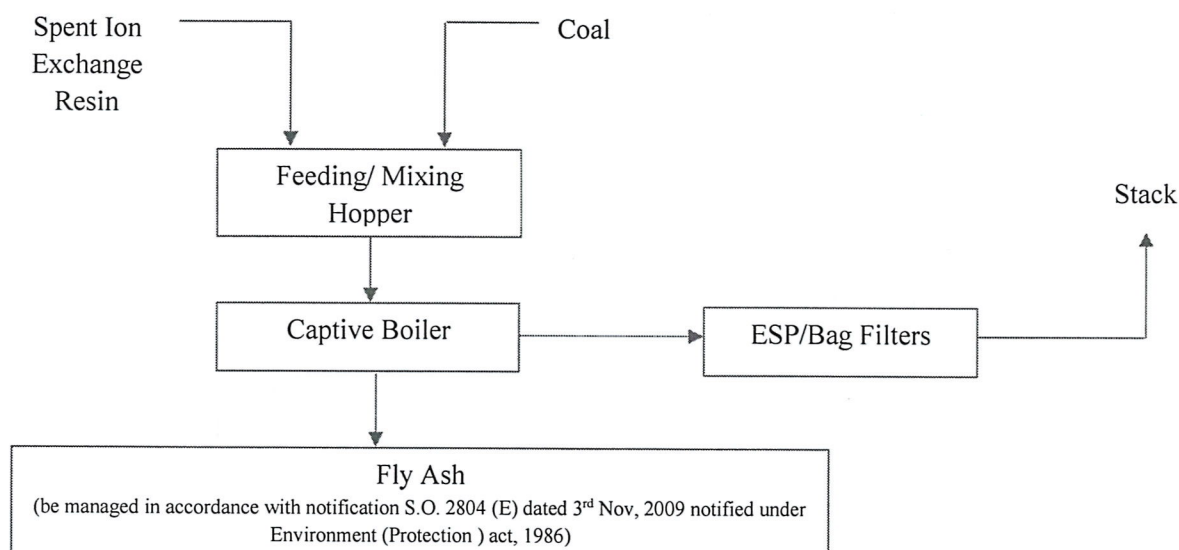 Spent Ion
Exchange
Resin
Coal
Feeding/ Mixing
Hopper
Stack
Captive Boiler
ESP/Bag Filters
Fly Ash
(be managed in accordance with notification S.O. 2804 (E) dated 3rd Nov, 2009 notified under
Environment (Protection ) act, 1986)